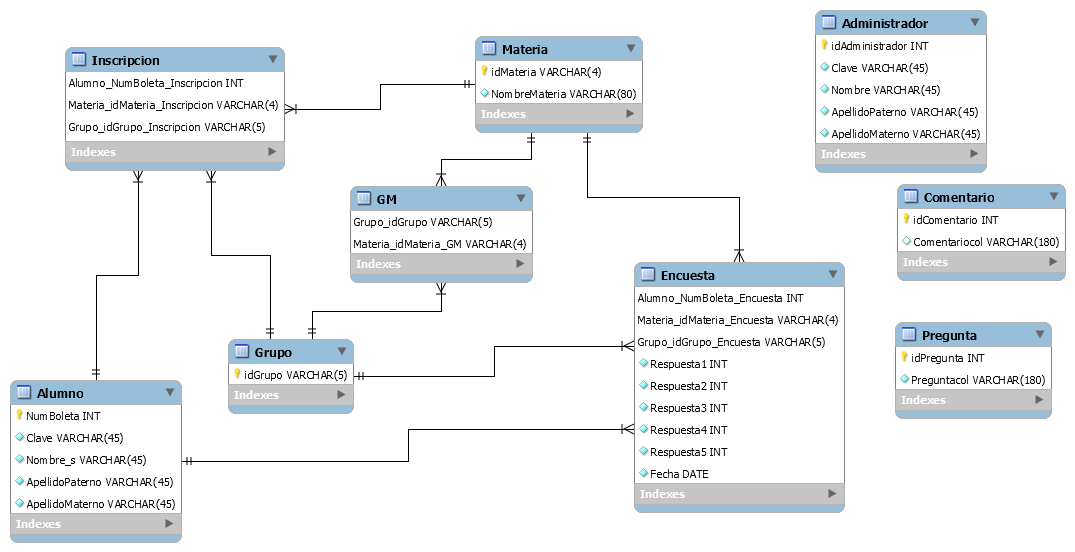 Inscripcion
Alumno_NumBoleta_Inscripcion INT
Materia_idMateria_Inscripcion VARCHAR(4)
Grupo_idGrupo_Inscripcion VARCHAR(5)
Indexes
Materia
idMateria VARCHAR(4)
NombreMateria VARCHAR(80)
Indexes
Administrador
idAdministrador INT
Clave VARCHAR(45)
Nombre VARCHAR(45)
ApellidoPaterno VARCHAR(45)
ApellidoMaterno VARCHAR(45)
Indexes
GM
Grupo_idGrupo VARCHAR(5)
Materia_idMateria_GM VARCHAR(4)
Indexes
Comentario
idComentario INT
Comentariocol VARCHAR(180)
Indexes
Encuesta
Alumno_NumBoleta_Encuesta INT
Materia_idMateria_Encuesta VARCHAR(4)
Grupo_idGrupo_Encuesta VARCHAR(5)
Respuesta1 INT
Respuesta2 INT
Respuesta3 INT
Respuesta4 INT
Respuesta5 INT
Fecha DATE
Indexes
Pregunta
idPregunta INT
Preguntacol VARCHAR(180)
Indexes
Grupo
idGrupo VARCHAR(5)
Indexes
Alumno
NumBoleta INT
Clave VARCHAR(45)
Nombre_s VARCHAR(45)
ApellidoPaterno VARCHAR(45)
ApellidoMaterno VARCHAR(45)
Indexes